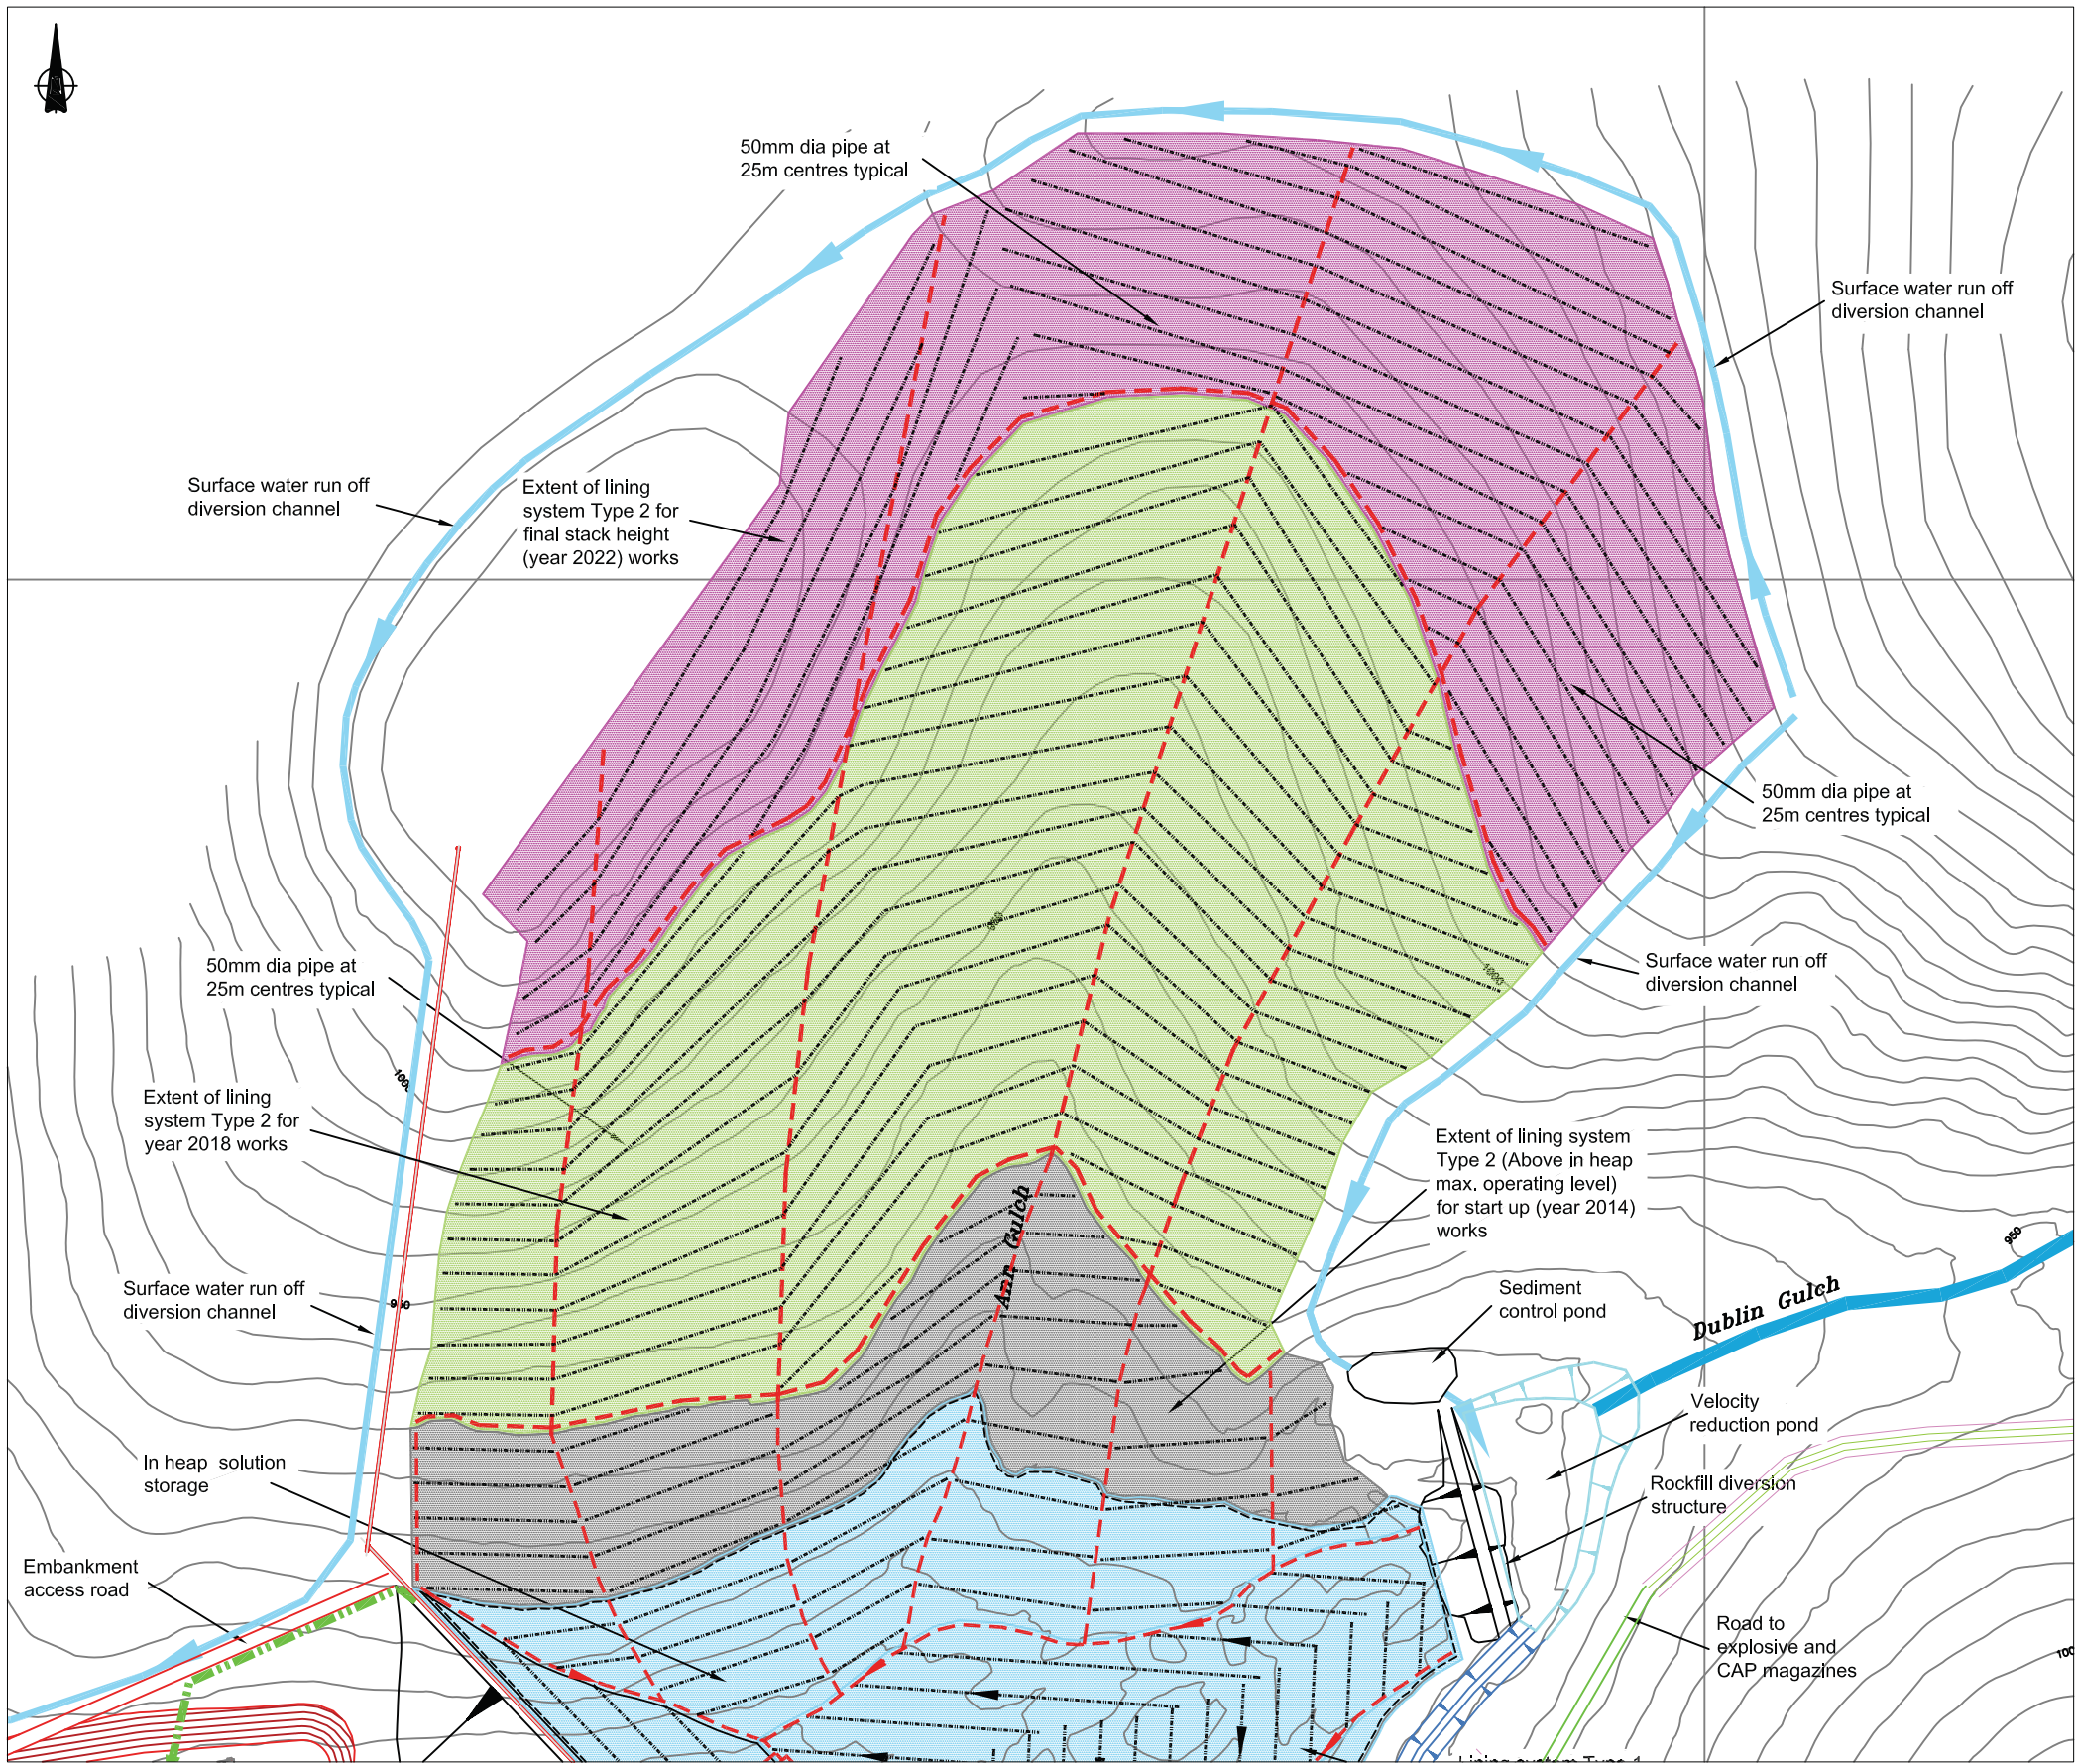 50mm dia pipe at
25m centres typical
Surface water run off
diversion channel
Surface water run off
diversion channel
Extent of lining
system Type 2 for
final stack height
(year 2022) works
50mm dia pipe at
25m centres typical
50mm dia pipe at
25m centres typical
Surface water run off
diversion channel
1000
Extent of lining
system Type 2 for
year 2018 works
Extent of lining system
Type 2 (Above in heap
max. operating level)
for start up (year 2014)
works
Ann Gulch
950
Surface water run off
diversion channel
950
Sediment
control pond
Dublin Gulch
Velocity
reduction pond
In heap solution
storage
Rockfill diversion
structure
Embankment
access road
Road to
explosive and
CAP magazines
Lining system Type 1